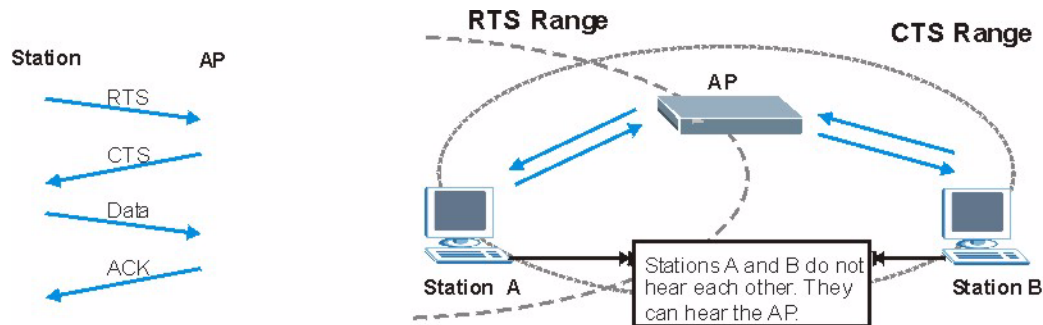 Station
AP
RTS
CTS
Data
ACK
RTS Range
CTS Range
AP
Station A
Stations A and B do not
hear each other. They
can hear the AP.
Station B